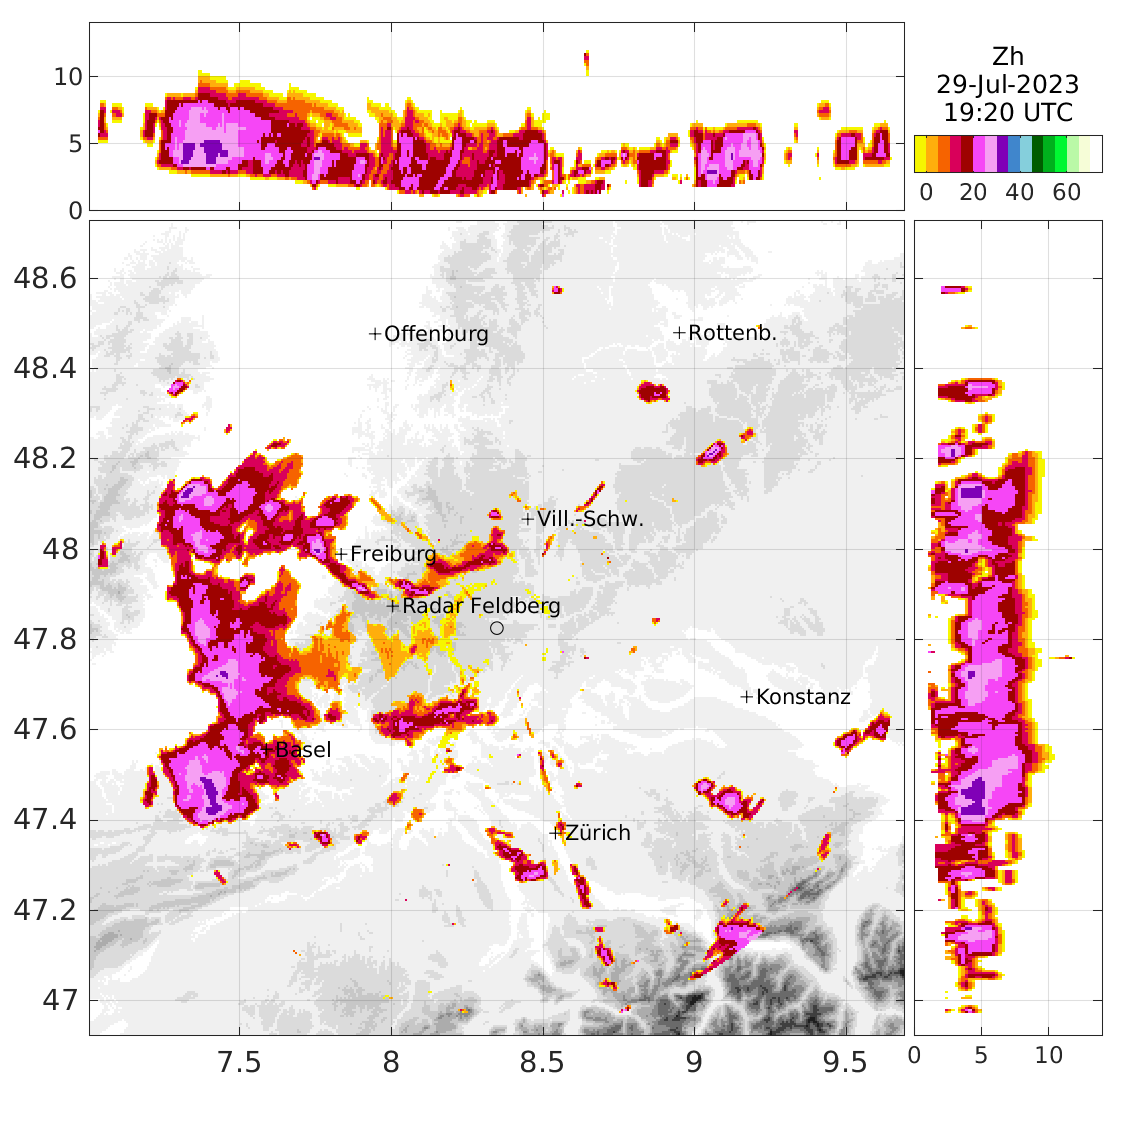 10
5
0
Zh
29-Jul-2023
19:20 UTC
0 20 40 60
48.6
48.4
48.2
48
47.8
47.6
47.4
47.2
47
+Offenburg
+Rottenb.
+Vill.-Schw.
+Freiburg
+Radar Feldberg
+Konstanz
+Basel
+Zürich
7.5 8 8.5 9 9.5
0 5 10